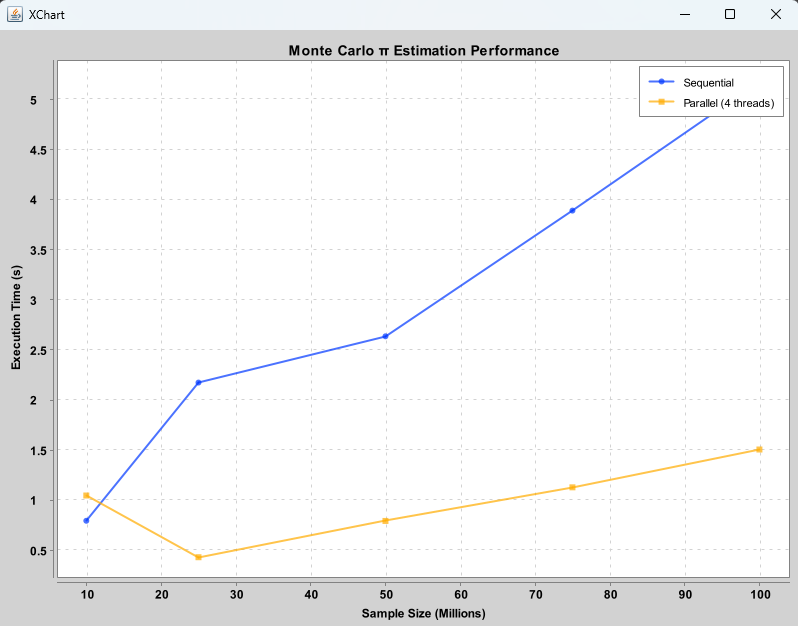 XChart
Monte Carlo π Estimation Performance
Sequential
Parallel (4 threads)
Execution Time (s)
5
4.5
4
3.5
3
2.5
2
1.5
1
0.5
10 20 30 40 50 60 70 80 90 100
Sample Size (Millions)